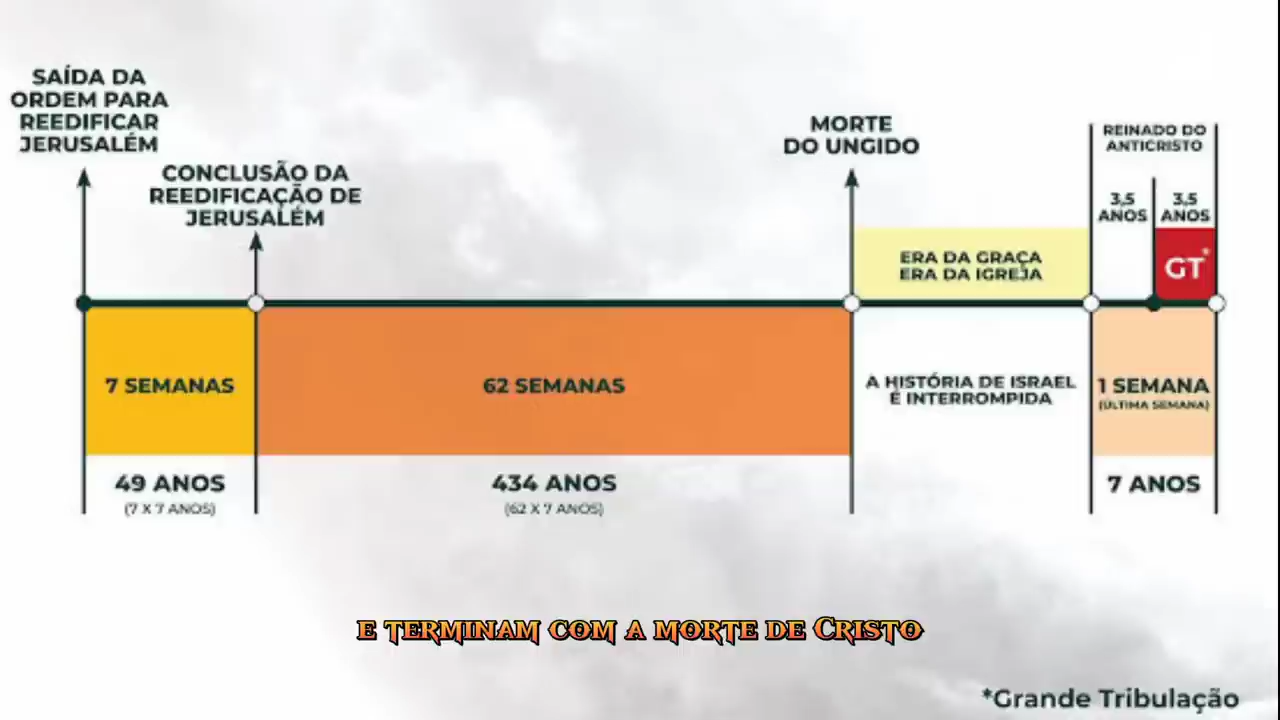 SAÍDA DA
ORDEM PARA
REEDIFICAR
JERUSALÉM
CONCLUSÃO DA
REEDIFICAÇÃO DE
JERUSALÉM
MORTE
DO UNGIDO
REINADO DO
ANTICRISTO
3,5
ANOS
3,5
ANOS
ERA DA GRAÇA
ERA DA IGREJA
GT*
7 SEMANAS
62 SEMANAS
A HISTÓRIA DE ISRAEL
É INTERROMPIDA
1 SEMANA
(ÚLTIMA SEMANA)
49 ANOS
(7 X 7 ANOS)
434 ANOS
(62 X 7 ANOS)
7 ANOS
E TERMINAM COM A MORTE DE CRISTO
*Grande Tribulação